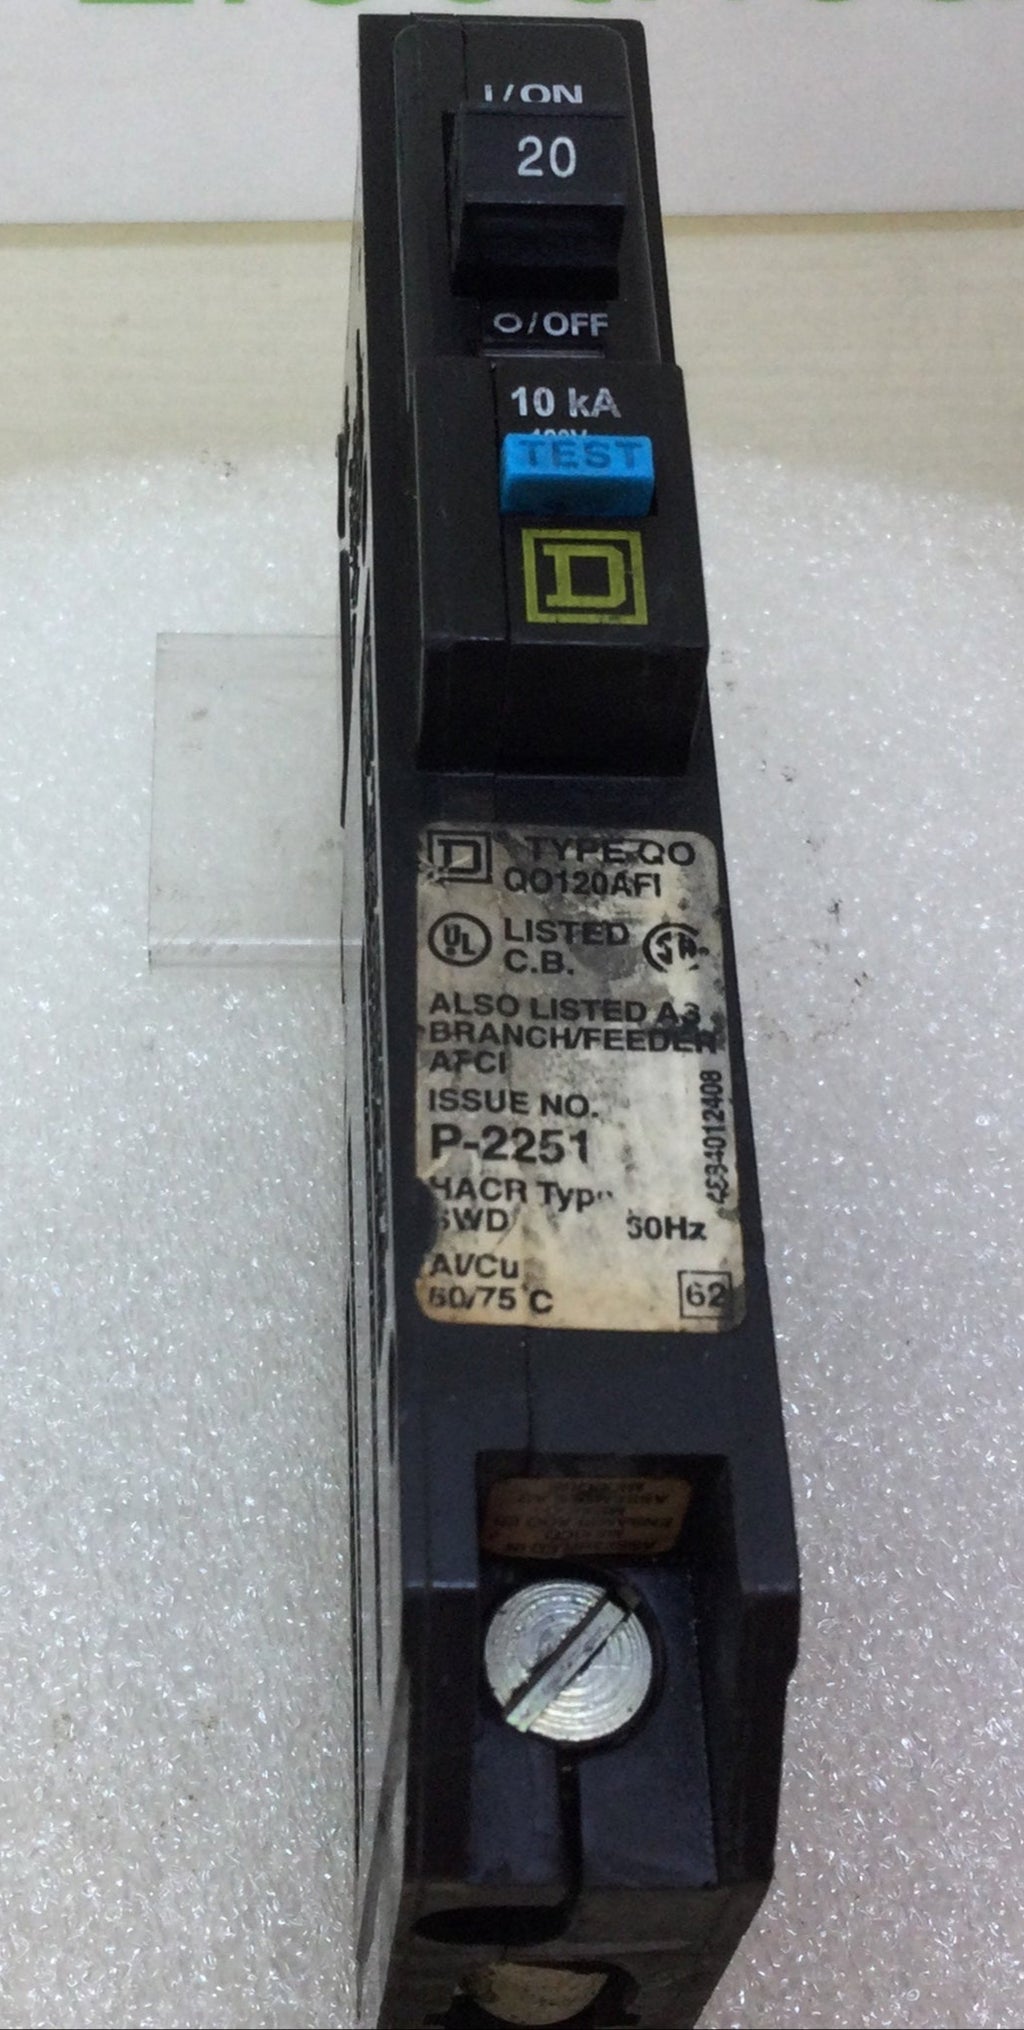 I/ON
20
O/OFF
10 kA
TEST
D
D TYPE QO
QO120AFI
UL LISTED
C.B.
ALSO LISTED AS
BRANCH/FEEDER
AFCI
ISSUE NO.
P-2251
HACR Type
SWD 60Hz
Al/Cu
60/75°C
62